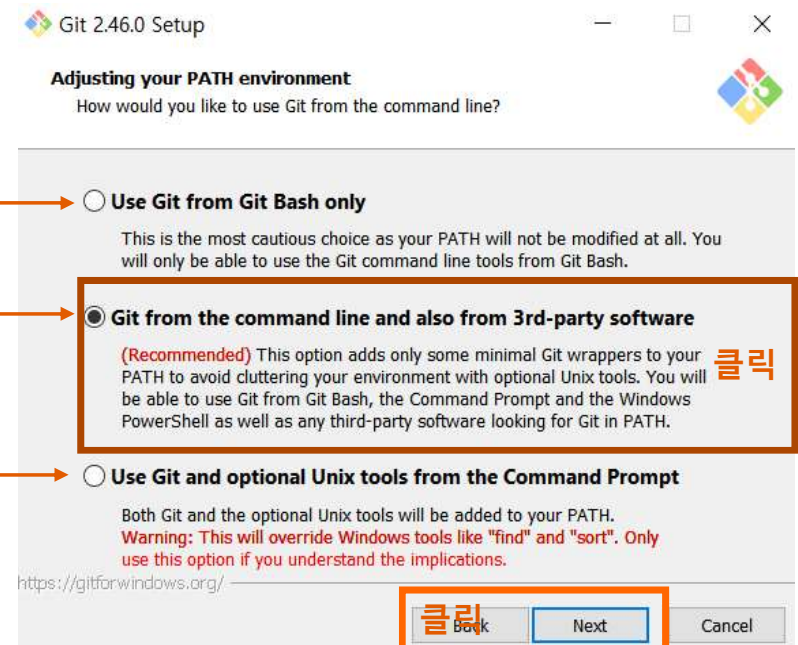 Git 2.46.0 Setup
Adjusting your PATH environment
How would you like to use Git from the command line?
Use Git from Git Bash only
This is the most cautious choice as your PATH will not be modified at all. You
will only be able to use the Git command line tools from Git Bash.
Git from the command line and also from 3rd-party software
(Recommended) This option adds only some minimal Git wrappers to your
PATH to avoid cluttering your environment with optional Unix tools. You will
be able to use Git from Git Bash, the Command Prompt and the Windows
PowerShell as well as any third-party software looking for Git in PATH.
클릭
Use Git and optional Unix tools from the Command Prompt
Both Git and the optional Unix tools will be added to your PATH.
Warning: This will override Windows tools like "find" and "sort". Only
use this option if you understand the implications.
https://gitforwindows.org/
클릭
Back Next Cancel